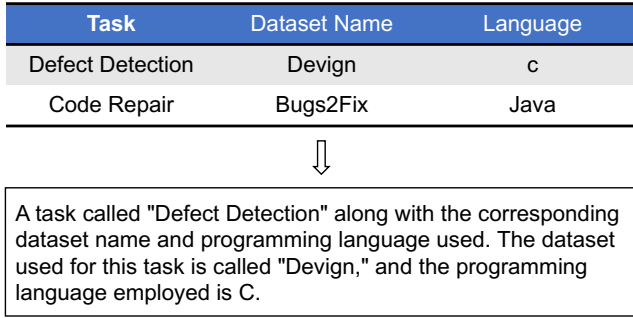 Task Dataset Name Language
Defect Detection Devign c
Code Repair Bugs2Fix Java
A task called "Defect Detection" along with the corresponding
dataset name and programming language used. The dataset
used for this task is called "Devign," and the programming
language employed is C.